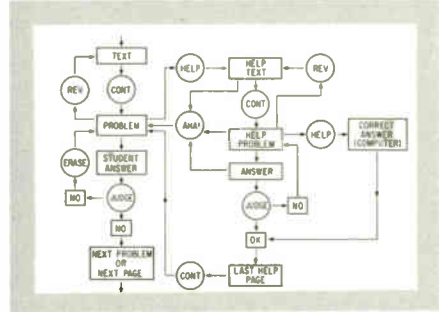 TEXT
REV
CONT
PROBLEM
STUDENT
ANSWER
ERASE
JUDGE
NO
NO
NEXT PROBLEM
OR
NEXT PAGE
HELP
AHA!
HELP
TEXT
REV
CONT
HELP
PROBLEM
HELP
CORRECT
ANSWER
(COMPUTER)
ANSWER
JUDGE
NO
OK
CONT
LAST HELP
PAGE